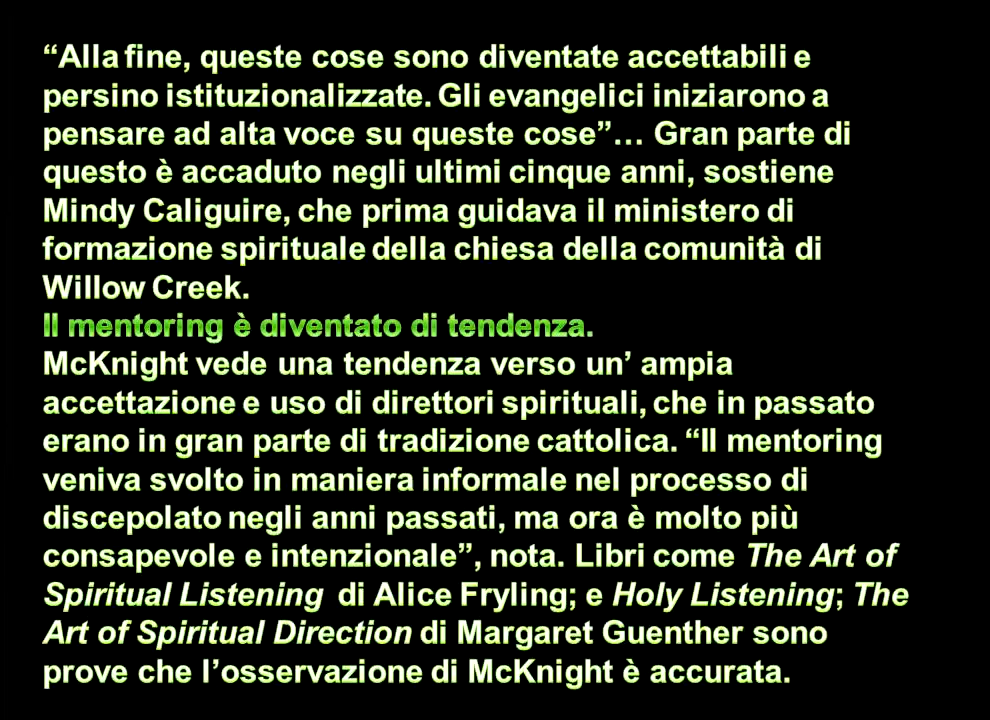 “Alla fine, queste cose sono diventate accettabili e
persino istituzionalizzate. Gli evangelici iniziarono a
pensare ad alta voce su queste cose”… Gran parte di
questo è accaduto negli ultimi cinque anni, sostiene
Mindy Caliguire, che prima guidava il ministero di
formazione spirituale della chiesa della comunità di
Willow Creek.
Il mentoring è diventato di tendenza.
McKnight vede una tendenza verso un’ ampia
accettazione e uso di direttori spirituali, che in passato
erano in gran parte di tradizione cattolica. “Il mentoring
veniva svolto in maniera informale nel processo di
discepolato negli anni passati, ma ora è molto più
consapevole e intenzionale”, nota. Libri come The Art of
Spiritual Listening di Alice Fryling; e Holy Listening; The
Art of Spiritual Direction di Margaret Guenther sono
prove che l’osservazione di McKnight è accurata.